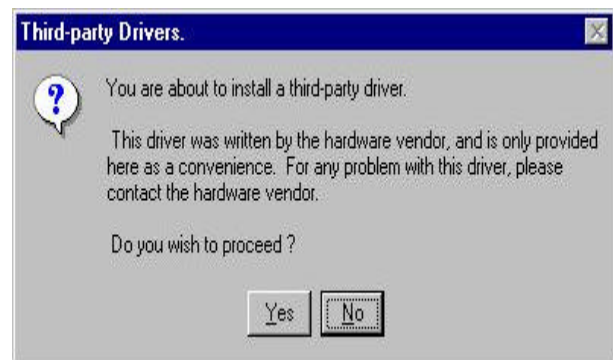 Third-party Drivers.
You are about to install a third-party driver.
This driver was written by the hardware vendor, and is only provided
here as a convenience. For any problem with this driver, please
contact the hardware vendor.
Do you wish to proceed ?
Yes No